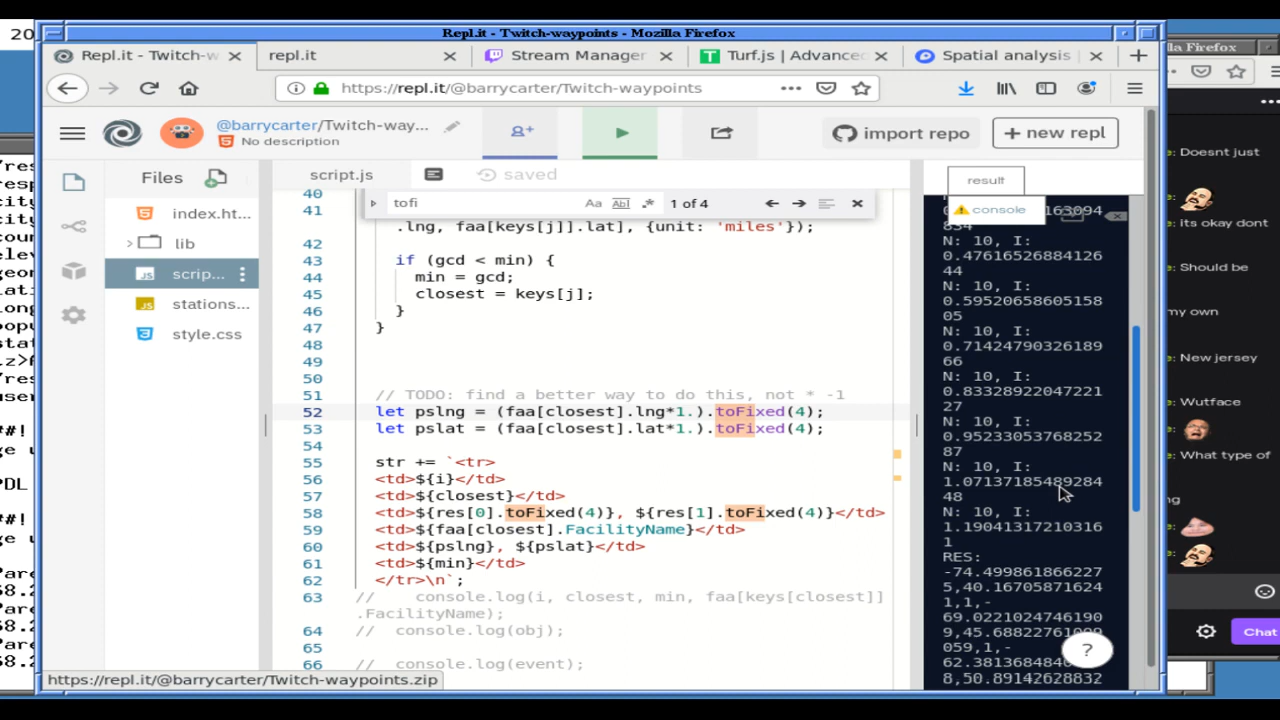 20
Repl.it - Twitch-waypoints - Mozilla Firefox
lla Firefox
Repl.it - Twitch-w
repl.it
Stream Manager
Turf.js | Advance
Spatial analysis
https://repl.it/@barrycarter/Twitch-waypoints
@barrycarter/Twitch-way...
No description
import repo
+ new repl
Files
script.js
saved
result
console
tofi
Aa
Abl
.*
1 of 4
index.ht...
lib
scrip...
stations...
style.css
40
41
.lng, faa[keys[j]].lat], {unit: 'miles'});
42
43 if (gcd < min) {
44 min = gcd;
45 closest = keys[j];
46 }
47 }
48
49
50
51 // TODO: find a better way to do this, not * -1
52 let pslng = (faa[closest].lng*1.).toFixed(4);
53 let pslat = (faa[closest].lat*1.).toFixed(4);
54
55 str += `<tr>
56 <td>${i}</td>
57 <td>${closest}</td>
58 <td>${res[0].toFixed(4)}, ${res[1].toFixed(4)}</td>
59 <td>${faa[closest].FacilityName}</td>
60 <td>${pslng}, ${pslat}</td>
61 <td>${min}</td>
62 </tr>\n`;
63 // console.log(i, closest, min, faa[keys[closest]]
.FacilityName);
64 // console.log(obj);
65
66 // console.log(event);
163094
834
N: 10, I:
0.47616526884126
44
N: 10, I:
0.59520658605158
05
N: 10, I:
0.71424790326189
66
N: 10, I:
0.83328922047221
27
N: 10, I:
0.95233053768252
87
N: 10, I:
1.07137185489284
48
N: 10, I:
1.19041317210316
1
RES:
-74.499861866227
5,40.16705871624
1,1,-
69.0221024746190
9,45.68822761009
059,1,-
62.3813684840
8,50.89142628832
?
https://repl.it/@barrycarter/Twitch-waypoints.zip
Doesnt just
its okay dont
Should be
my own
New jersey
Wutface
What type of
Chat